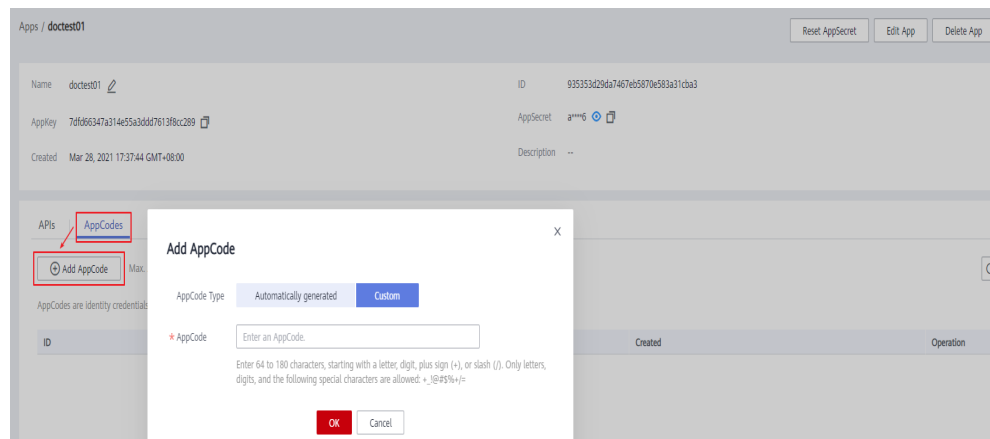 Apps / doctest01
Reset AppSecret Edit App Delete App
Name doctest01 ID 935353d29da7467eb5870e583a31cba3
AppKey 7dfd66347a314e55a3ddd7613f8cc289 AppSecret a****6
Created Mar 28, 2021 17:37:44 GMT+08:00 Description --
APIs AppCodes
Add AppCode Max.
AppCodes are identity credentials
ID Created Operation
Add AppCode X
AppCode Type Automatically generated Custom
* AppCode Enter an AppCode.
Enter 64 to 180 characters, starting with a letter, digit, plus sign (+), or slash (/). Only letters,
digits, and the following special characters are allowed: +_!@#$%+/=
OK Cancel